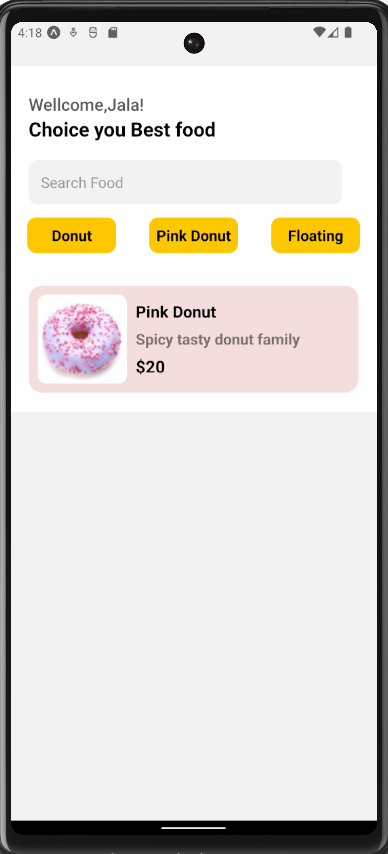 4:18
Wellcome,Jala!
Choice you Best food
Search Food
Donut
Pink Donut
Floating
Pink Donut
Spicy tasty donut family
$20